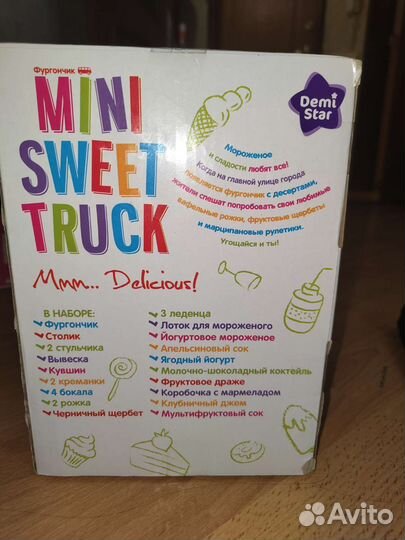 Фургончик
MINI
SWEET
TRUCK
Demi
Star
Мороженое
и сладости любят все!
Когда на главной улице города
появляется фургончик с десертами,
жители спешат попробовать свои любимые
вафельные рожки, фруктовые щербеты
и марципановые рулетики.
Угощайся и ты!
Mmm... Delicious!
В НАБОРЕ:
Фургончик
Столик
2 стульчика
Вывеска
Кувшин
2 креманки
4 бокала
2 рожка
Черничный щербет
3 леденца
Лоток для мороженого
Йогуртовое мороженое
Апельсиновый сок
Ягодный йогурт
Молочно-шоколадный коктейль
Фруктовое драже
Коробочка с мармеладом
Клубничный джем
Мультифруктовый сок
Avito